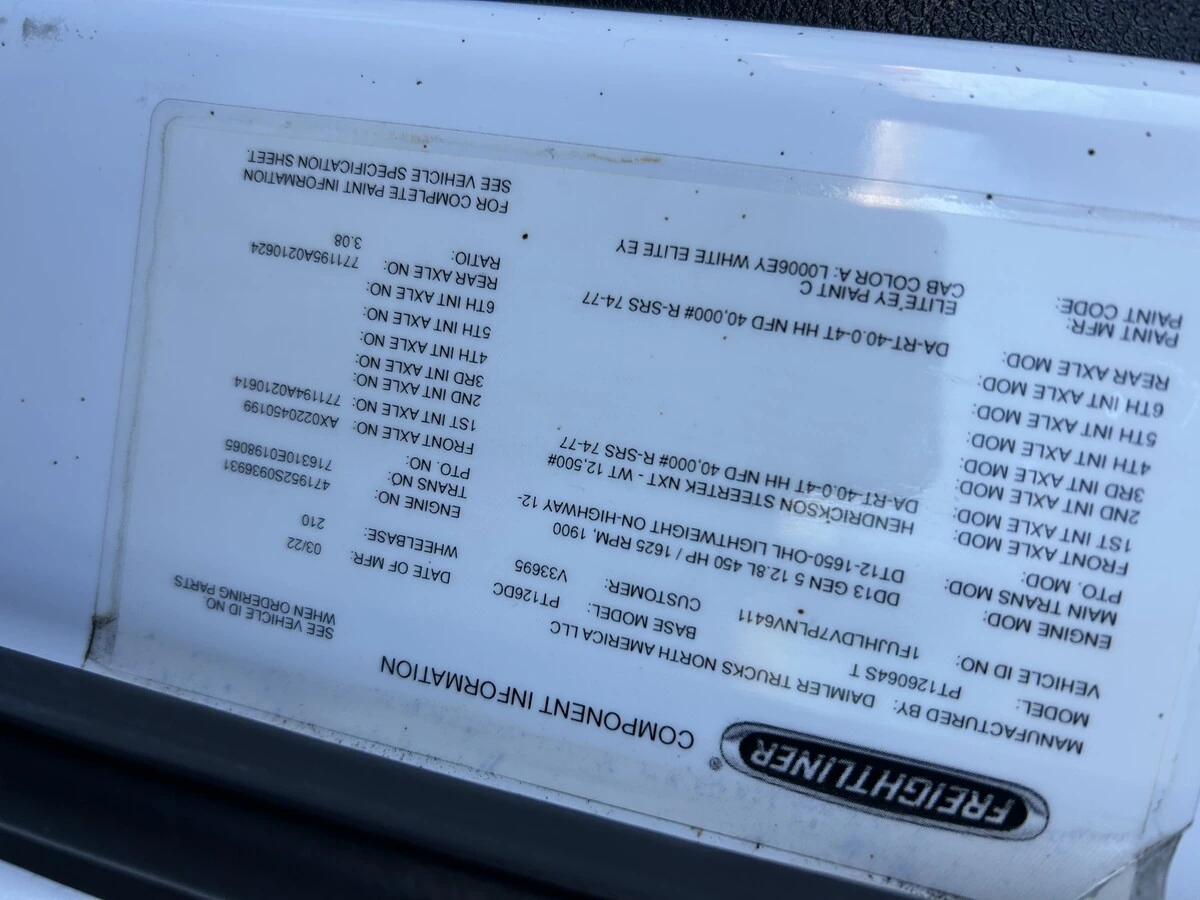 FREIGHTLINER® COMPONENT INFORMATION
MANUFACTURED BY: DAIMLER TRUCKS NORTH AMERICA LLC
MODEL: PT126064S T BASE MODEL: PT126DC DATE OF MFR: 03/22 SEE VEHICLE ID NO.
VEHICLE ID NO: 1FUJHLDV7PLNV6411 CUSTOMER: V33695 WHEELBASE: 210 WHEN ORDERING PARTS
ENGINE MOD: DD13 GEN 5 12.8L 450 HP / 1625 RPM, 1900 ENGINE NO: 471952S0936931
MAIN TRANS MOD: DT12-1650-OHL LIGHTWEIGHT ON-HIGHWAY 12- TRANS NO: 716310E0198065
PTO. MOD: PTO. NO:
FRONT AXLE MOD: HENDRICKSON STEERTEK NXT - WT 12,500# FRONT AXLE NO: AX0220450199
1ST INT AXLE MOD: DA-RT-40.0-4T HH NFD 40,000# R-SRS 74-77 1ST INT AXLE NO: 771194A0210614
2ND INT AXLE MOD: 2ND INT AXLE NO:
3RD INT AXLE MOD: 3RD INT AXLE NO:
4TH INT AXLE MOD: 4TH INT AXLE NO:
5TH INT AXLE MOD: 5TH INT AXLE NO:
6TH INT AXLE MOD: 6TH INT AXLE NO:
REAR AXLE MOD: DA-RT-40.0-4T HH NFD 40,000# R-SRS 74-77 REAR AXLE NO: 771195A0210624
RATIO: 3.08
PAINT MFR: ELITE EY PAINT C FOR COMPLETE PAINT INFORMATION
PAINT CODE: CAB COLOR A: L0006EY WHITE ELITE EY SEE VEHICLE SPECIFICATION SHEET.